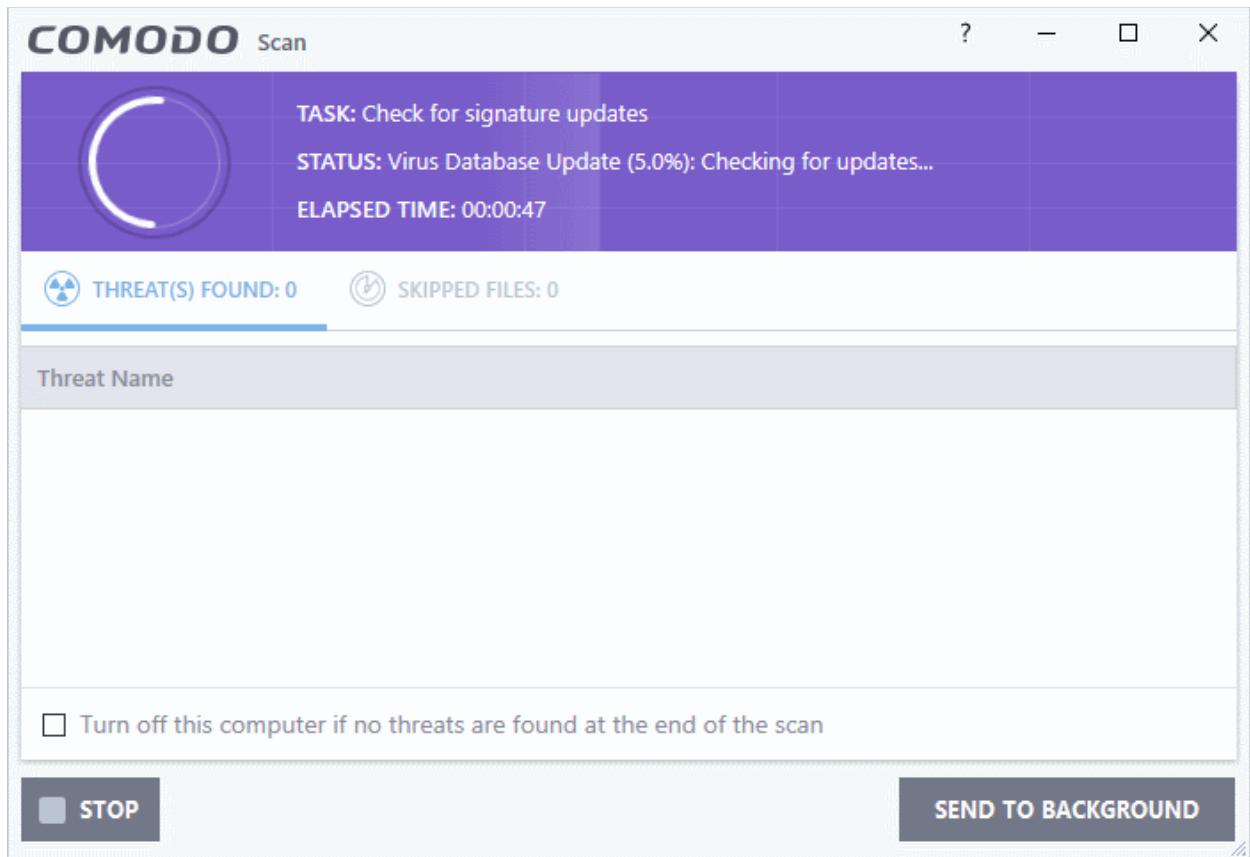 COMODO Scan ?
TASK: Check for signature updates
STATUS: Virus Database Update (5.0%): Checking for updates...
ELAPSED TIME: 00:00:47
THREAT(S) FOUND: 0 SKIPPED FILES: 0
Threat Name
Turn off this computer if no threats are found at the end of the scan
STOP SEND TO BACKGROUND